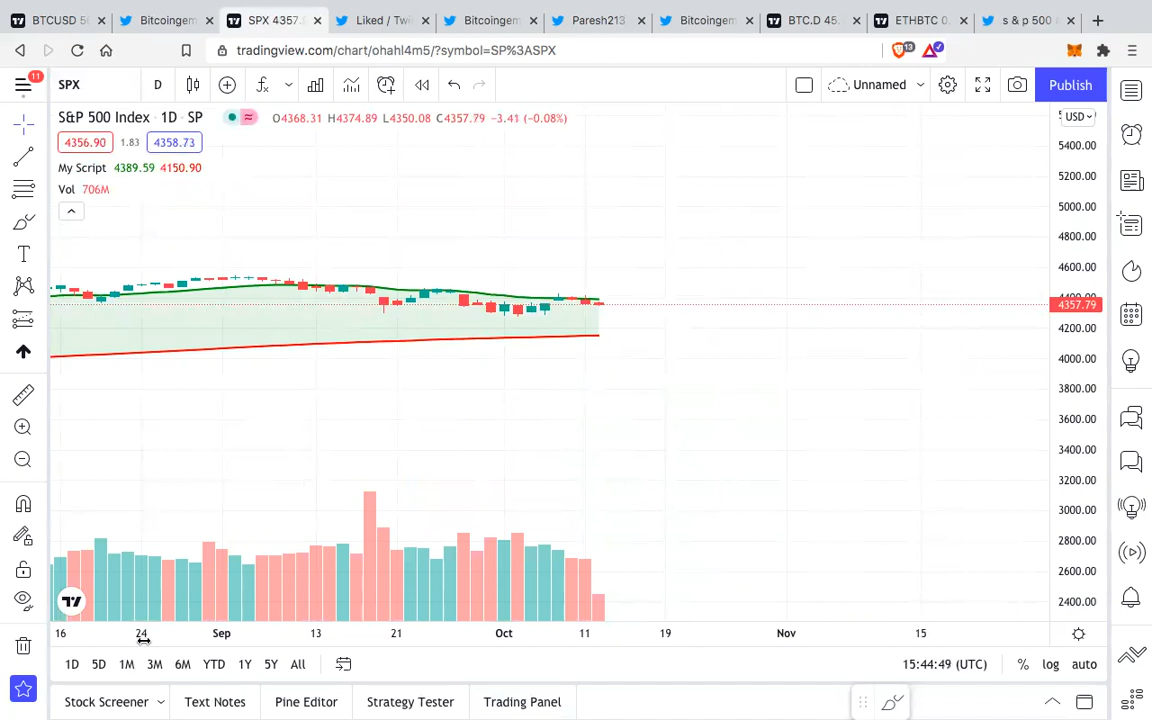 BTCUSD 5
Bitcoingem
SPX 4357.
Liked / Twi
Bitcoingem
Paresh213
Bitcoingem
BTC.D 45.
ETHBTC 0.
s & p 500
tradingview.com/chart/ohahl4m5/?symbol=SP%3ASPX
13
11
SPX
D
Unnamed
Publish
S&P 500 Index · 1D · SP
O4368.31 H4374.89 L4350.08 C4357.79 −3.41 (−0.08%)
USD
4356.90 1.83 4358.73
My Script 4389.59 4150.90
Vol 706M
5400.00
5200.00
5000.00
4800.00
4600.00
4400.00
4357.79
4200.00
4000.00
3800.00
3600.00
3400.00
3200.00
3000.00
2800.00
2600.00
2400.00
16 24 Sep 13 21 Oct 11 19 Nov 15
1D 5D 1M 3M 6M YTD 1Y 5Y All
15:44:49 (UTC) % log auto
Stock Screener Text Notes Pine Editor Strategy Tester Trading Panel